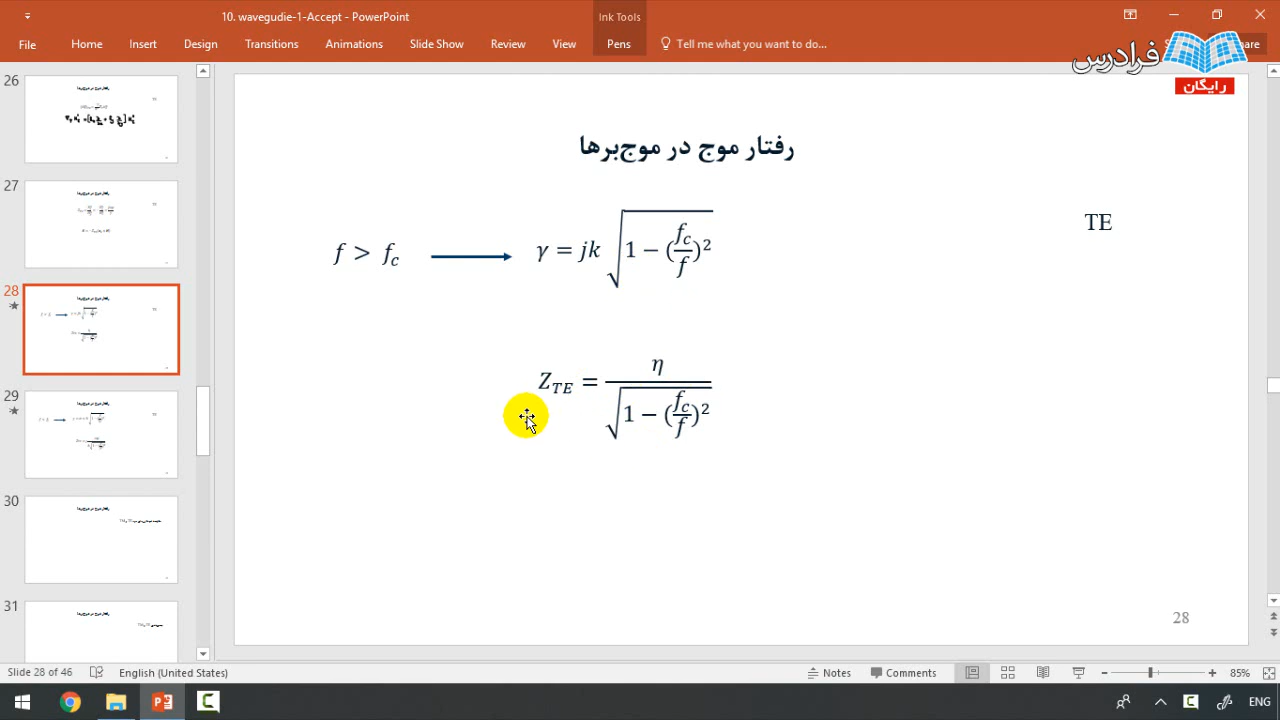 10. wavegudie-1-Accept - PowerPoint
Ink Tools
File Home Insert Design Transitions Animations Slide Show Review View Pens Tell me what you want to do...
فرادرس
رایگان
26
27
28
29
30
31
رفتار موج در موج‌برها
TE
f > f_c → γ = jk √(1 − (f_c/f)²)
Z_TE = η / √(1 − (f_c/f)²)
28
Slide 28 of 46 English (United States) Notes Comments 85%
ENG